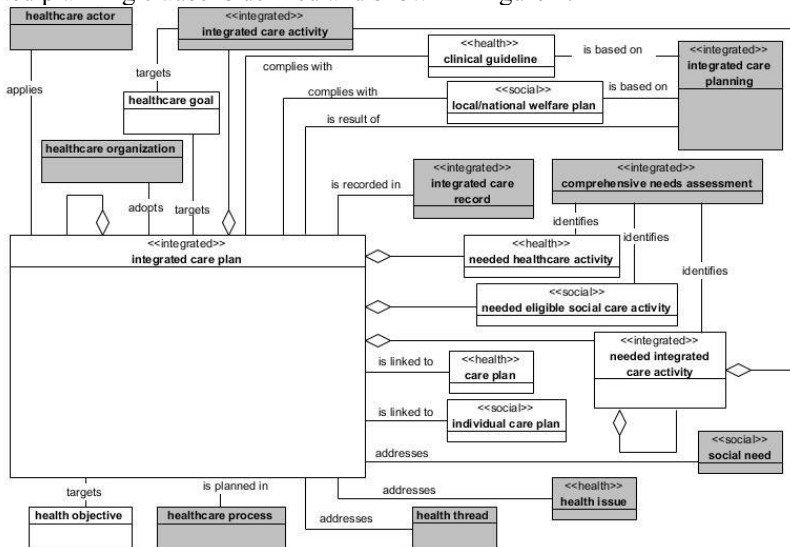 healthcare actor
<<integrated>>
integrated care activity
<<health>>
clinical guideline
is based on
<<integrated>>
integrated care
planning
targets
complies with
applies
healthcare goal
complies with
<<social>>
local/national welfare plan
is based on
is result of
healthcare organization
<<integrated>>
integrated care
record
is recorded in
<<integrated>>
comprehensive needs assessment
adopts
targets
identifies
identifies
identifies
<<integrated>>
integrated care plan
<<health>>
needed healthcare activity
<<social>>
needed eligible social care activity
<<integrated>>
needed integrated
care activity
is linked to
<<health>>
care plan
is linked to
<<social>>
individual care plan
addresses
<<social>>
social need
targets
is planned in
addresses
<<health>>
health issue
health objective
healthcare process
addresses
health thread